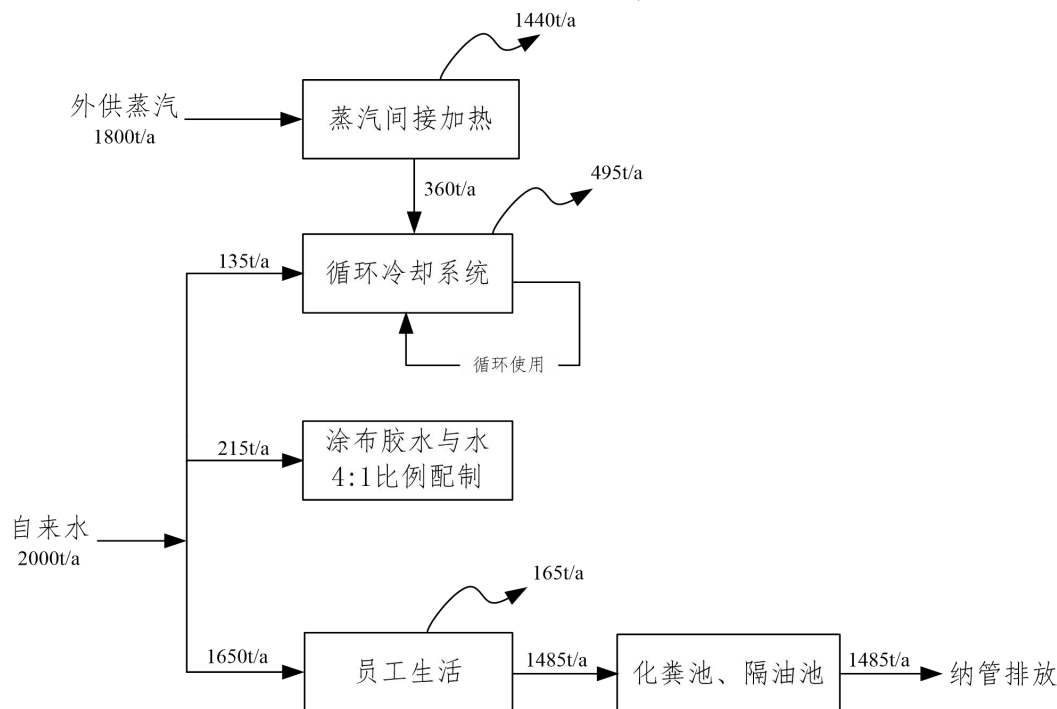 1440t/a
外供蒸汽
1800t/a
蒸汽间接加热
360t/a
495t/a
135t/a
循环冷却系统
循环使用
215t/a
涂布胶水与水
4:1比例配制
自来水
2000t/a
165t/a
1650t/a
员工生活
1485t/a
化粪池、隔油池
1485t/a
纳管排放